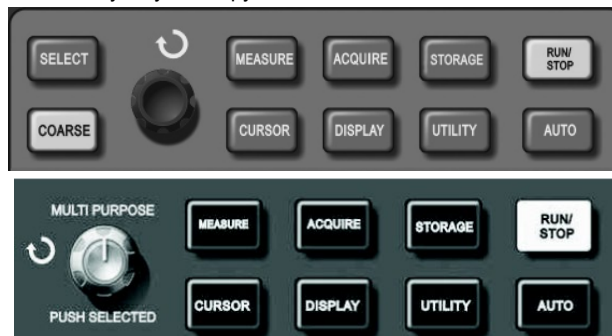 SELECT
MEASURE
ACQUIRE
STORAGE
RUN/
STOP
COARSE
CURSOR
DISPLAY
UTILITY
AUTO
MULTI PURPOSE
MEASURE
ACQUIRE
STORAGE
RUN/
STOP
PUSH SELECTED
CURSOR
DISPLAY
UTILITY
AUTO